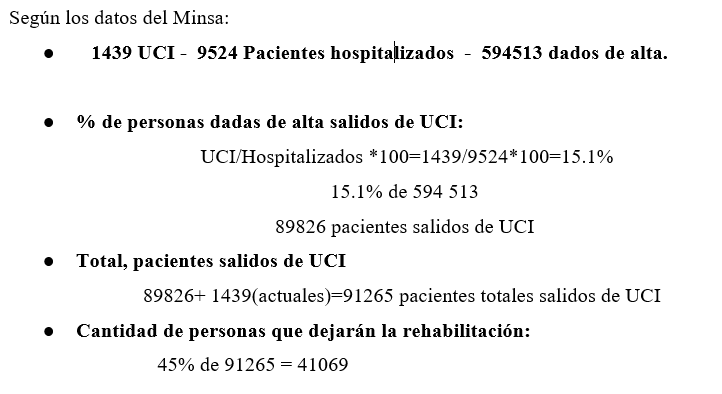 Según los datos del Minsa:
● 1439 UCI - 9524 Pacientes hospitalizados - 594513 dados de alta.
● % de personas dadas de alta salidos de UCI:
UCI/Hospitalizados *100=1439/9524*100=15.1%
15.1% de 594 513
89826 pacientes salidos de UCI
● Total, pacientes salidos de UCI
89826+ 1439(actuales)=91265 pacientes totales salidos de UCI
● Cantidad de personas que dejarán la rehabilitación:
45% de 91265 = 41069